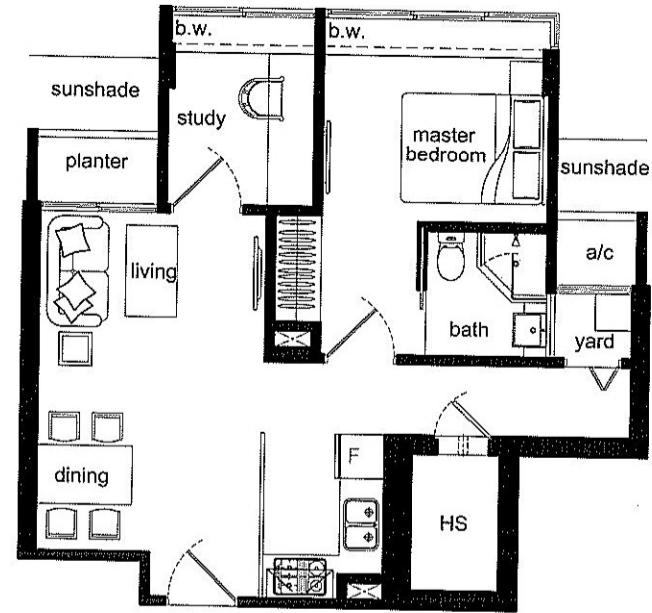 b.w.
b.w.
sunshade
study
master
bedroom
planter
sunshade
living
a/c
bath
yard
F
dining
HS